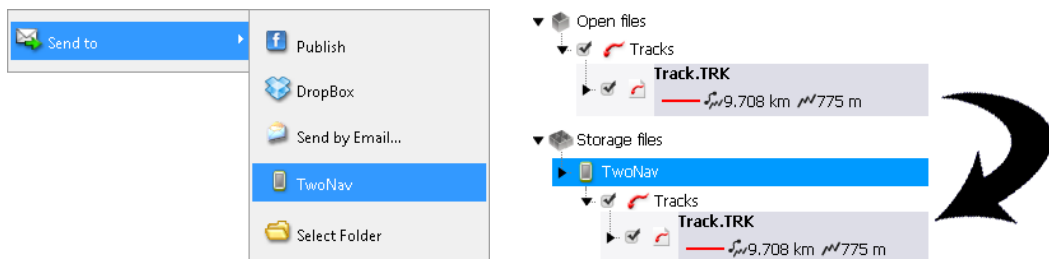 Send to
Publish
DropBox
Send by Email...
TwoNav
Select Folder
Open files
Tracks
Track.TRK
9.708 km 775 m
Storage files
TwoNav
Tracks
Track.TRK
9.708 km 775 m